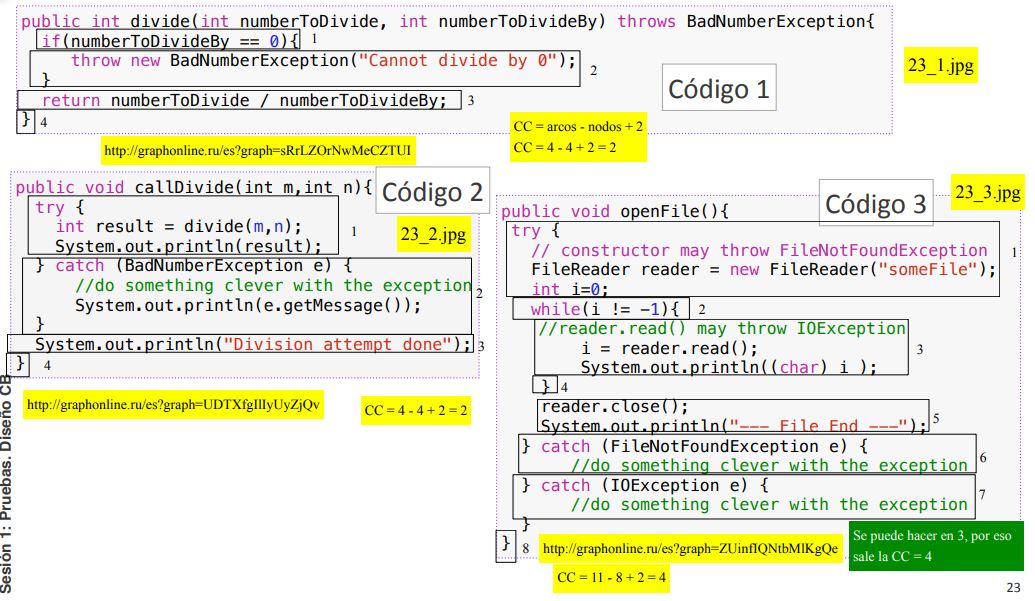 public int divide(int numberToDivide, int numberToDivideBy) throws BadNumberException{
if(numberToDivideBy == 0){ 1
throw new BadNumberException("Cannot divide by 0"); 2
}
return numberToDivide / numberToDivideBy; 3
} 4
Código 1
23_1.jpg
CC = arcos - nodos + 2
CC = 4 - 4 + 2 = 2
http://graphonline.ru/es?graph=sRrLZOrNwMeCZTUI
public void callDivide(int m,int n){
Código 2
23_2.jpg
try {
int result = divide(m,n); 1
System.out.println(result);
} catch (BadNumberException e) {
//do something clever with the exception 2
System.out.println(e.getMessage());
}
System.out.println("Division attempt done"); 3
} 4
http://graphonline.ru/es?graph=UDTXfgIlIyUyZjQv
CC = 4 - 4 + 2 = 2
Código 3
23_3.jpg
public void openFile(){
try {
// constructor may throw FileNotFoundException 1
FileReader reader = new FileReader("someFile");
int i=0;
while(i != -1){ 2
//reader.read() may throw IOException
i = reader.read(); 3
System.out.println((char) i );
} 4
reader.close();
System.out.println("--- File End ---"); 5
} catch (FileNotFoundException e) {
//do something clever with the exception 6
} catch (IOException e) {
//do something clever with the exception 7
}
} 8
http://graphonline.ru/es?graph=ZUinfIQNtbMlKgQe
CC = 11 - 8 + 2 = 4
Se puede hacer en 3, por eso
sale la CC = 4
Sesión 1: Pruebas. Diseño CB
23